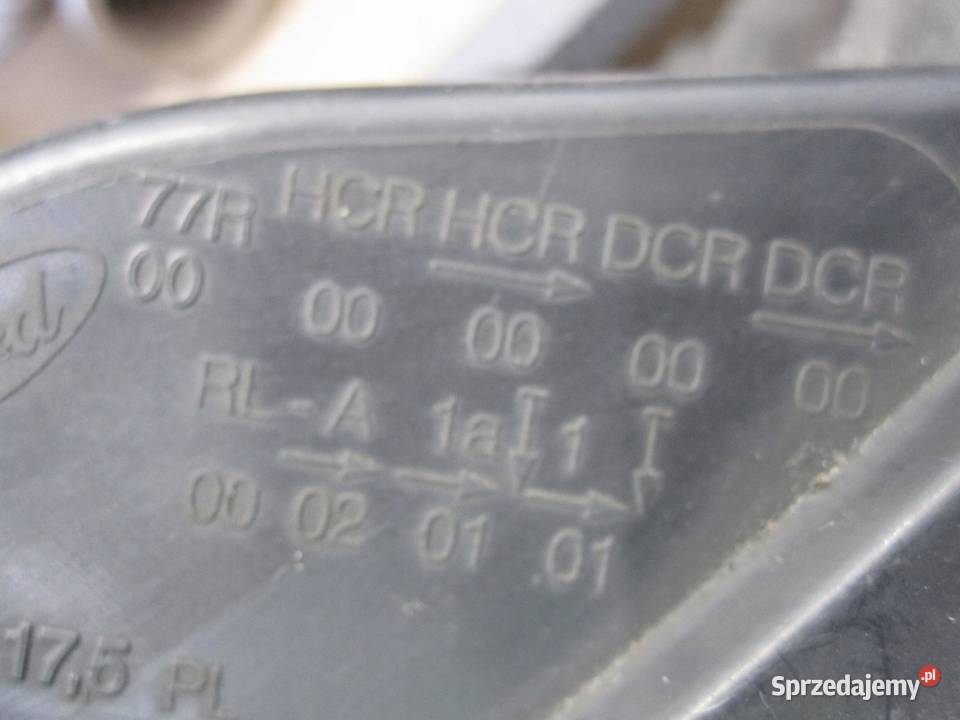 77R HCR HCR DCR DCR
00 00 00 00 00
RL-A 1a 1
00 02 01 01
17,5 PL
Sprzedajemy.pl